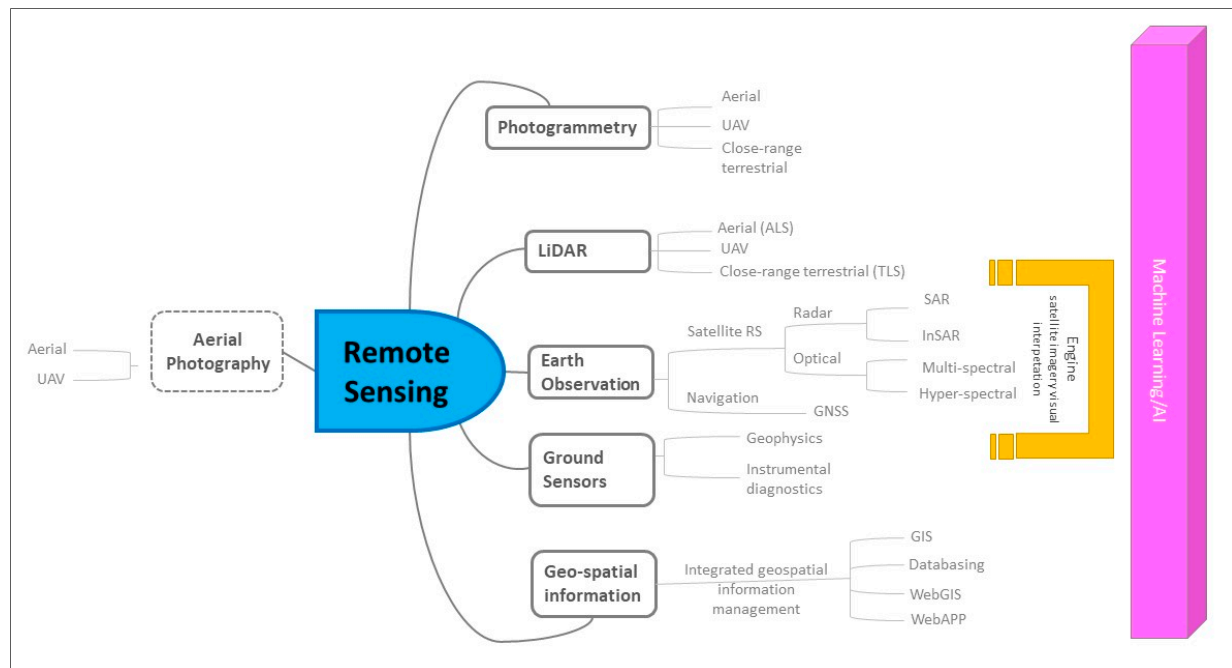 Photogrammetry
Aerial
UAV
Close-range
terrestrial
LiDAR
Aerial (ALS)
UAV
Close-range terrestrial (TLS)
Aerial
Photography
Aerial
UAV
Remote
Sensing
Earth
Observation
Satellite RS
Radar
SAR
InSAR
Optical
Multi-spectral
Hyper-spectral
Navigation
GNSS
Ground
Sensors
Geophysics
Instrumental
diagnostics
Geo-spatial
information
Integrated geospatial
information
management
GIS
Databasing
WebGIS
WebAPP
Engine
satellite imagery visual
interpetation
Machine Learning/AI